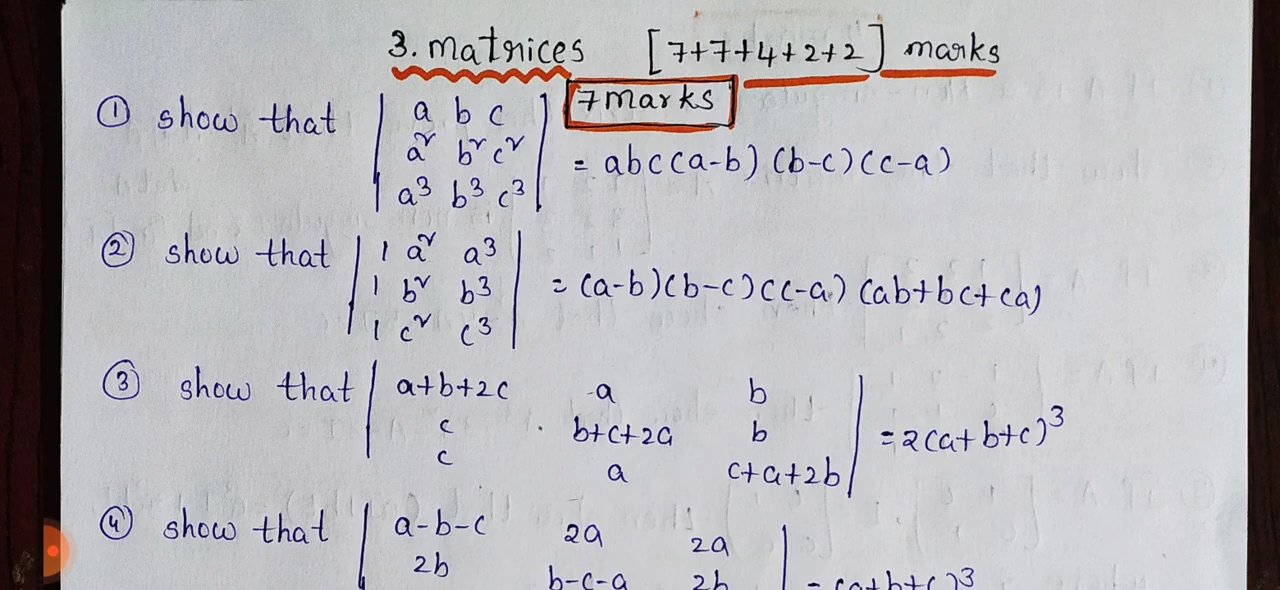 3. matrices [7+7+4+2+2] marks
7 marks
① show that | a b c |
| a² b² c² | = abc(a-b)(b-c)(c-a)
| a³ b³ c³ |
② show that | 1 a² a³ |
| 1 b² b³ | = (a-b)(b-c)(c-a)(ab+bc+ca)
| 1 c² c³ |
③ show that | a+b+2c a b |
| c b+c+2a b | = 2(a+b+c)³
| c a c+a+2b |
④ show that | a-b-c 2a 2a |
| 2b b-c-a 2b | = (a+b+c)³